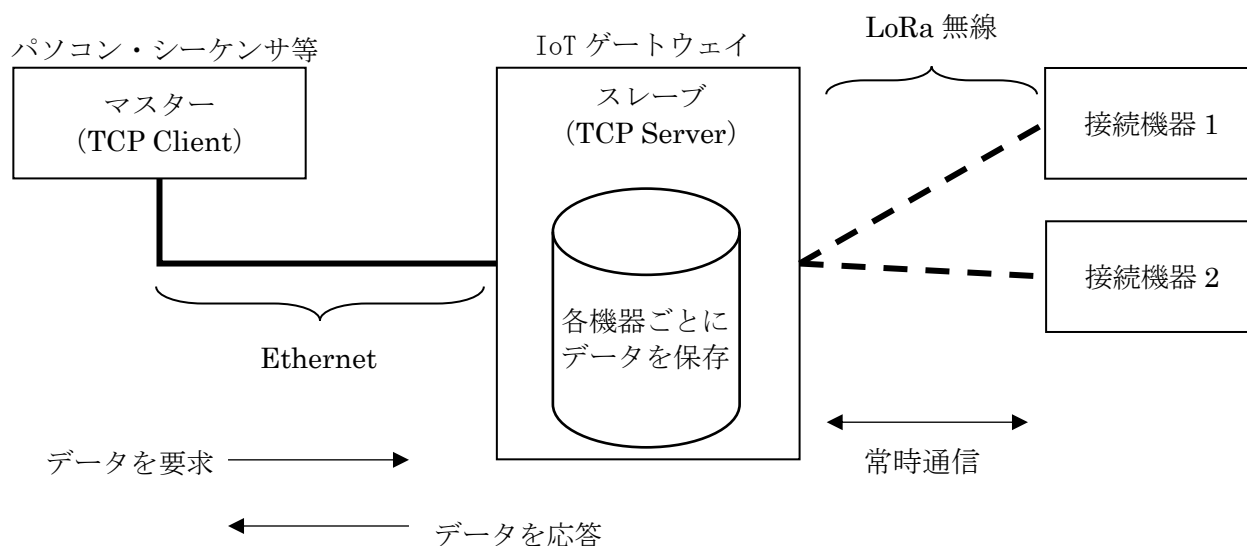 パソコン・シーケンサ等
マスター
（TCP Client）
IoT ゲートウェイ
スレーブ
（TCP Server）
各機器ごとに
データを保存
LoRa 無線
接続機器 1
接続機器 2
Ethernet
常時通信
データを要求
データを応答